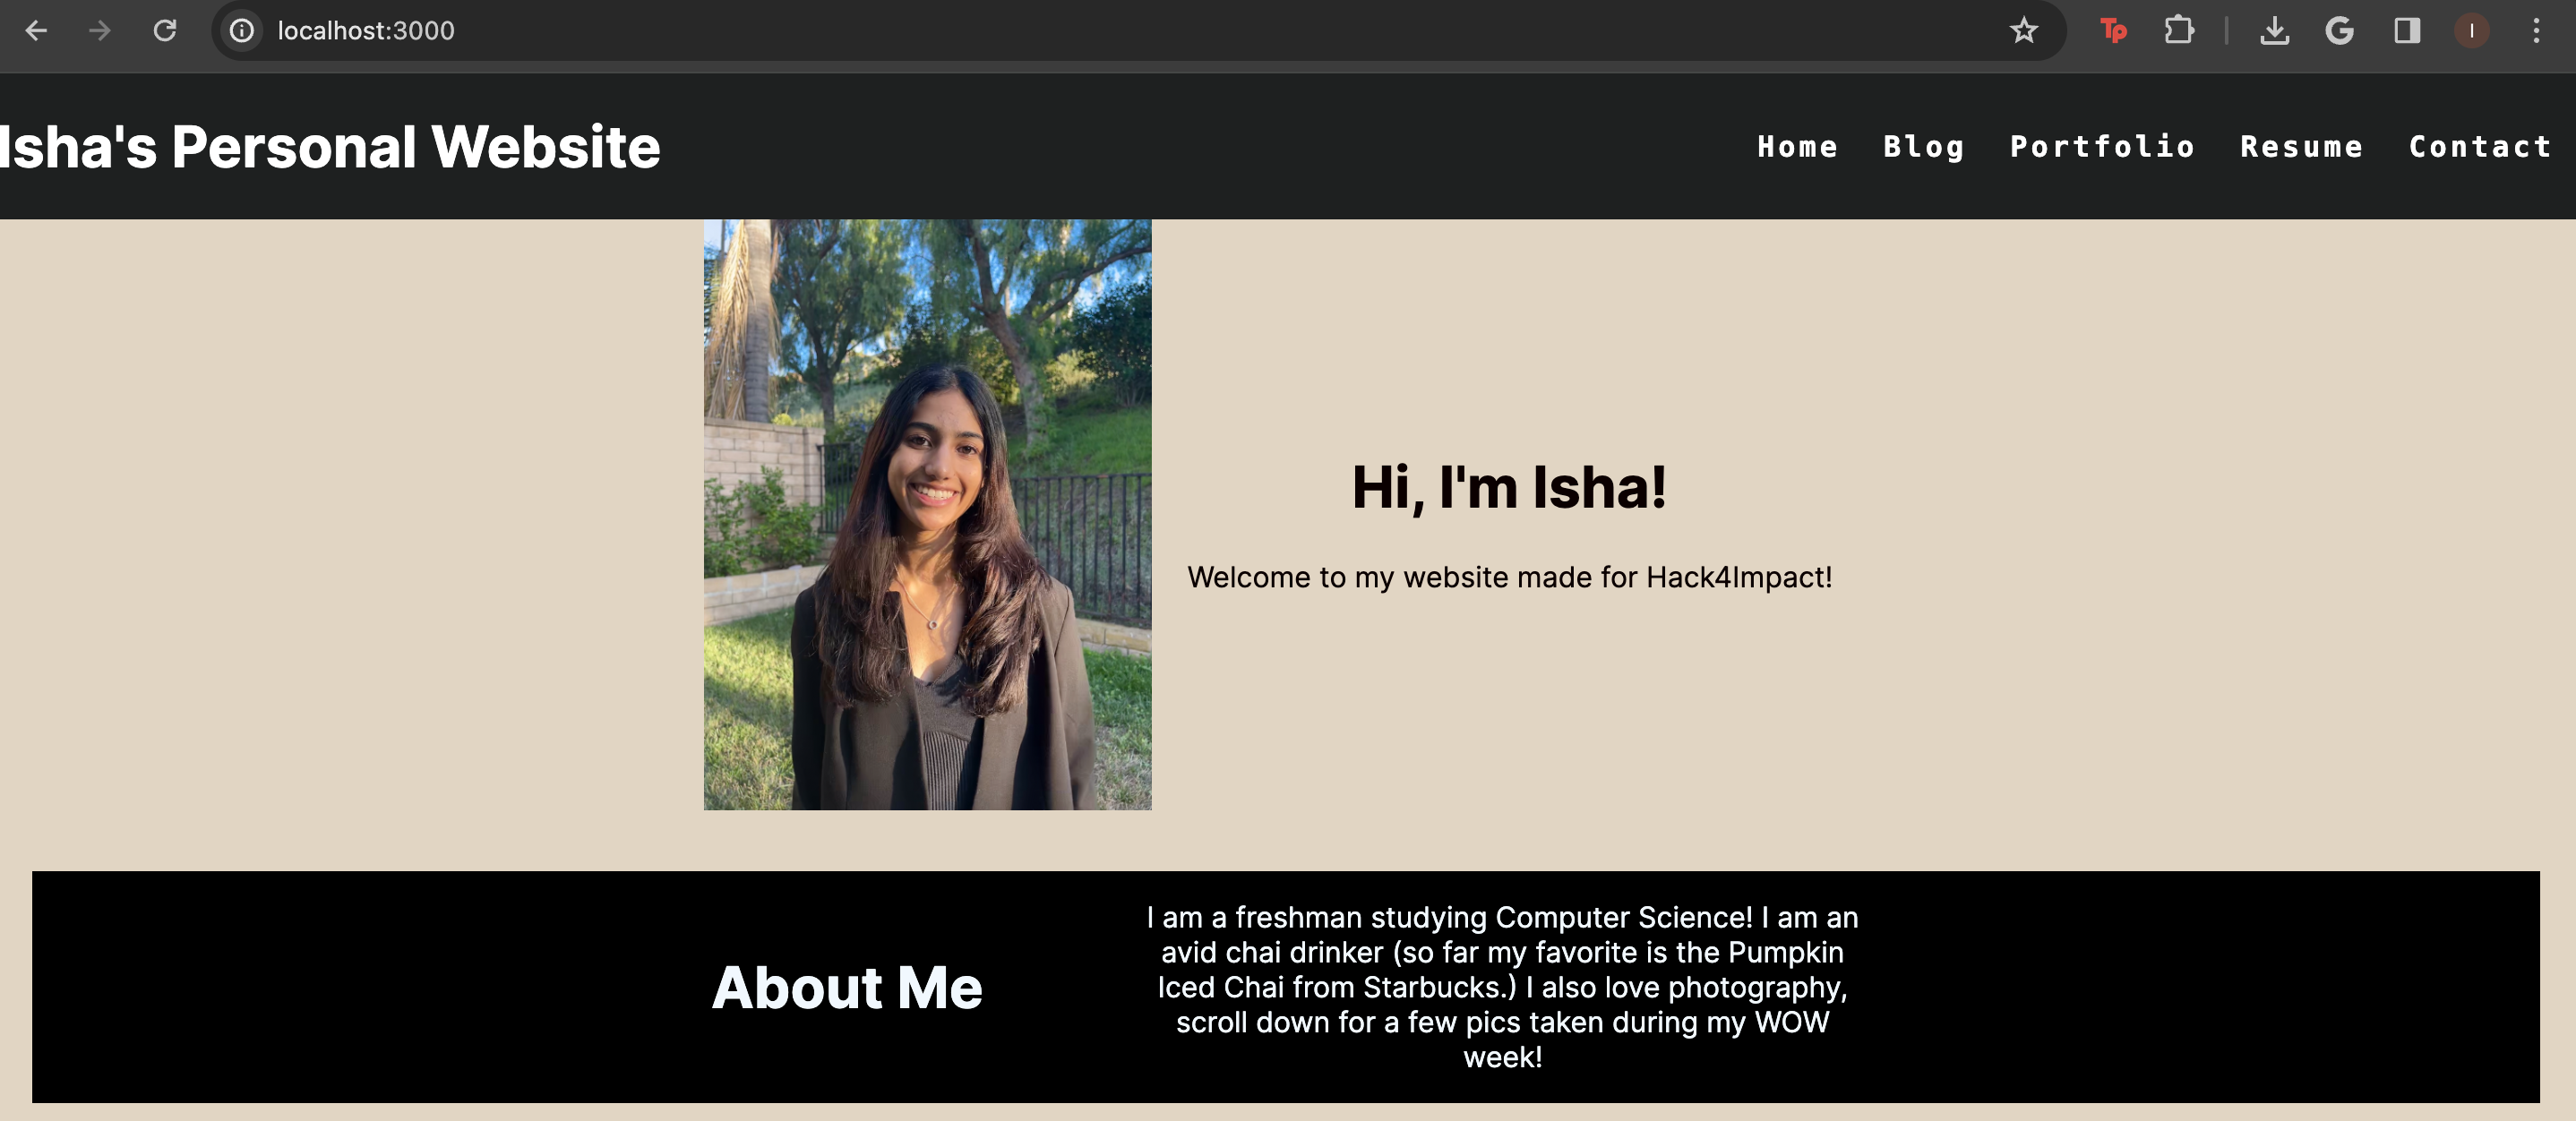 localhost:3000
Tp
G
I
Isha's Personal Website
Home Blog Portfolio Resume Contact
Hi, I'm Isha!
Welcome to my website made for Hack4Impact!
About Me
I am a freshman studying Computer Science! I am an
avid chai drinker (so far my favorite is the Pumpkin
Iced Chai from Starbucks.) I also love photography,
scroll down for a few pics taken during my WOW
week!